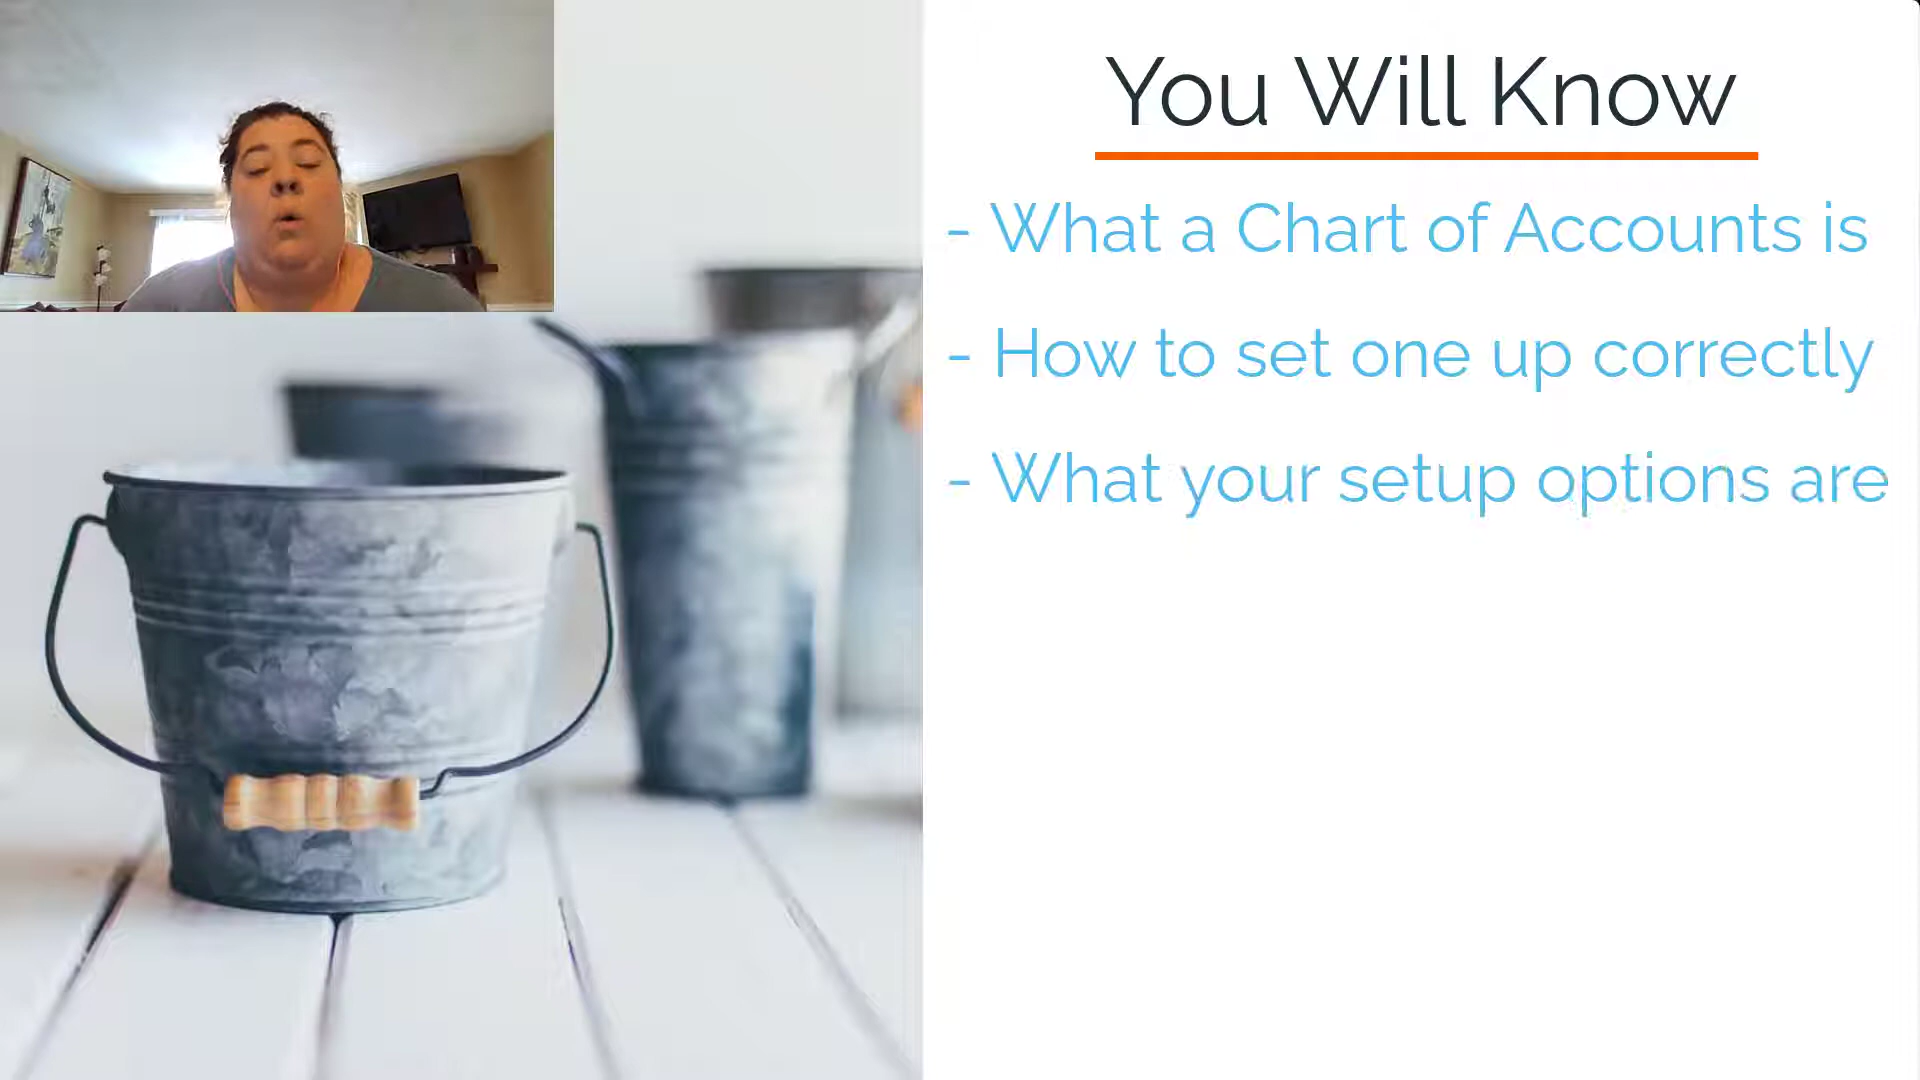 You Will Know
- What a Chart of Accounts is
- How to set one up correctly
- What your setup options are